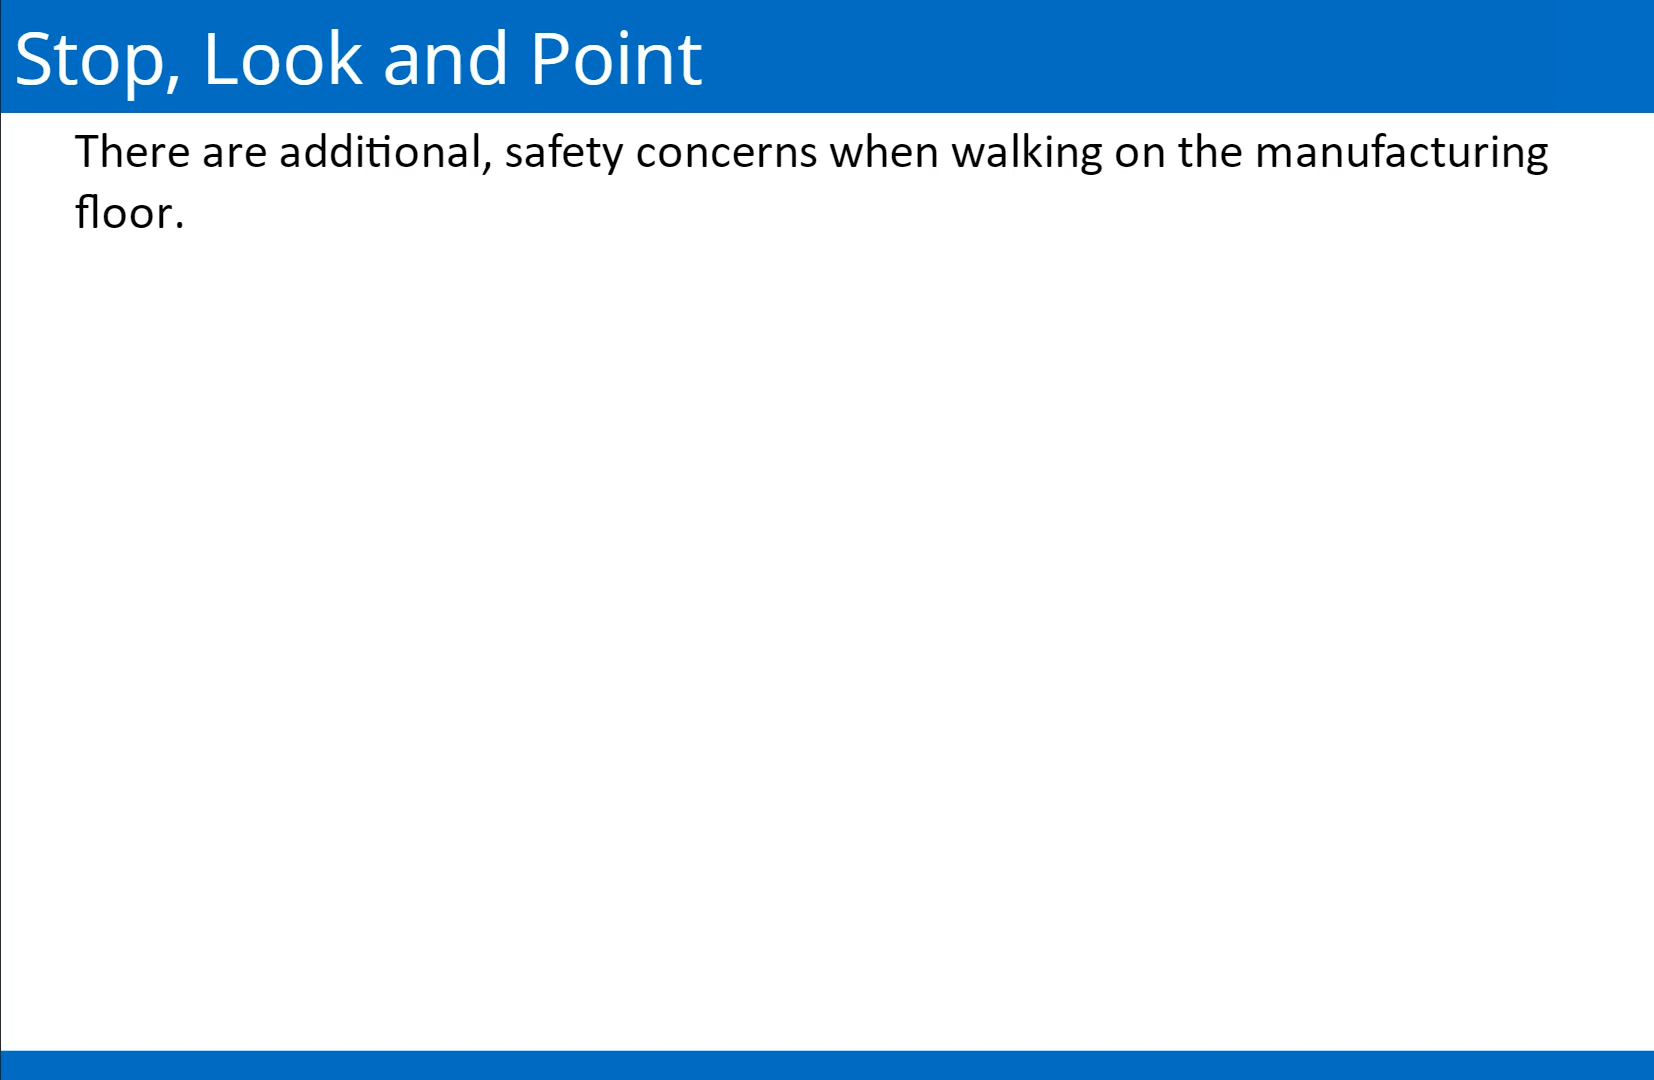 Stop, Look and Point
There are additional, safety concerns when walking on the manufacturing
floor.